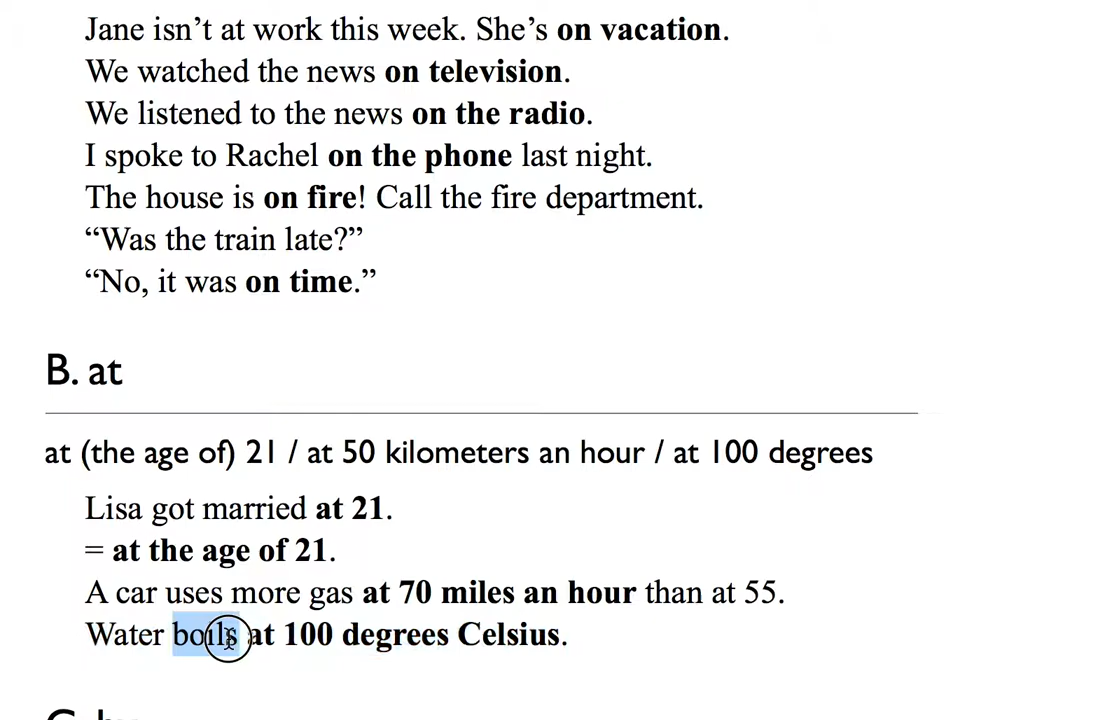 Jane isn’t at work this week. She’s on vacation.
We watched the news on television.
We listened to the news on the radio.
I spoke to Rachel on the phone last night.
The house is on fire! Call the fire department.
“Was the train late?”
“No, it was on time.”
B. at
at (the age of) 21 / at 50 kilometers an hour / at 100 degrees
Lisa got married at 21.
= at the age of 21.
A car uses more gas at 70 miles an hour than at 55.
Water boils at 100 degrees Celsius.